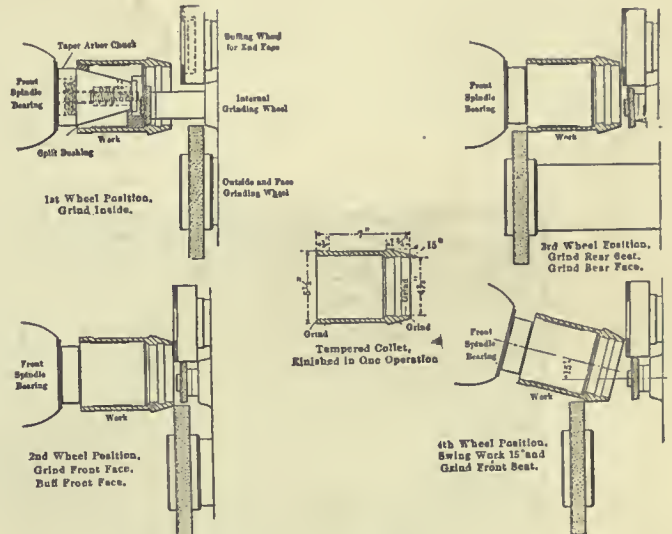 Taper Arbor Chuck
Front
Spindle
Bearing
Work
Split Bushing
Buffing Wheel
for End Face
Internal
Grinding Wheel
Outside and Face
Grinding Wheel
1st Wheel Position.
Grind Inside.
Front
Spindle
Bearing
Work
3rd Wheel Position,
Grind Rear Seat.
Grind Rear Face.
7"
15°
Grind
Grind
Grind
Tempered Collet,
Finished in One Operation
Front
Spindle
Bearing
Work
2nd Wheel Position,
Grind Front Face.
Buff Front Face.
Front
Spindle
Bearing
15°
Work
4th Wheel Position.
Swing Work 15° and
Grind Front Seat.